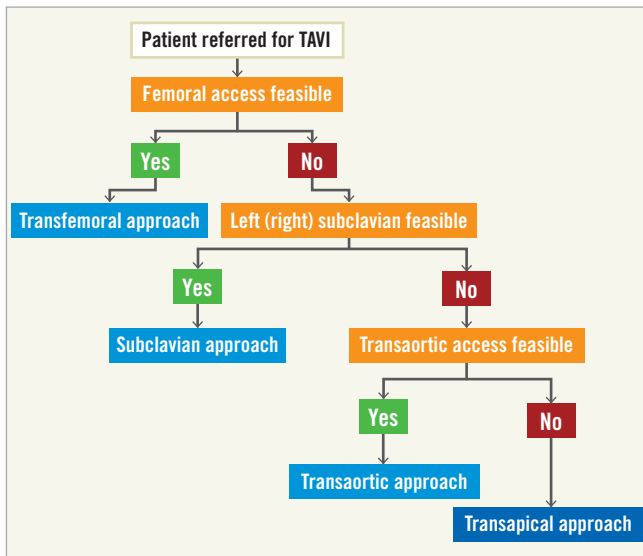 Patient referred for TAVI
Femoral access feasible
Yes
No
Transfemoral approach
Left (right) subclavian feasible
Yes
No
Subclavian approach
Transaortic access feasible
Yes
No
Transaortic approach
Transapical approach